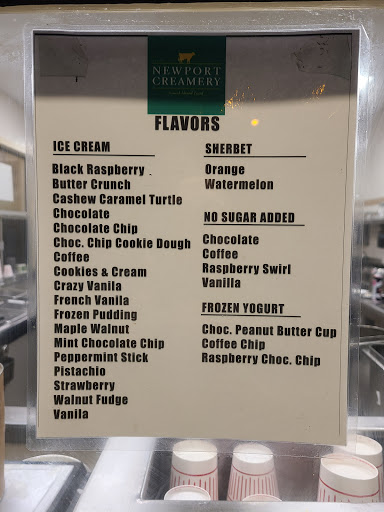 NEWPORT
CREAMERY
FLAVORS
ICE CREAM
Black Raspberry
Butter Crunch
Cashew Caramel Turtle
Chocolate
Chocolate Chip
Choc. Chip Cookie Dough
Coffee
Cookies & Cream
Crazy Vanila
French Vanila
Frozen Pudding
Maple Walnut
Mint Chocolate Chip
Peppermint Stick
Pistachio
Strawberry
Walnut Fudge
Vanila
SHERBET
Orange
Watermelon
NO SUGAR ADDED
Chocolate
Coffee
Raspberry Swirl
Vanilla
FROZEN YOGURT
Choc. Peanut Butter Cup
Coffee Chip
Raspberry Choc. Chip